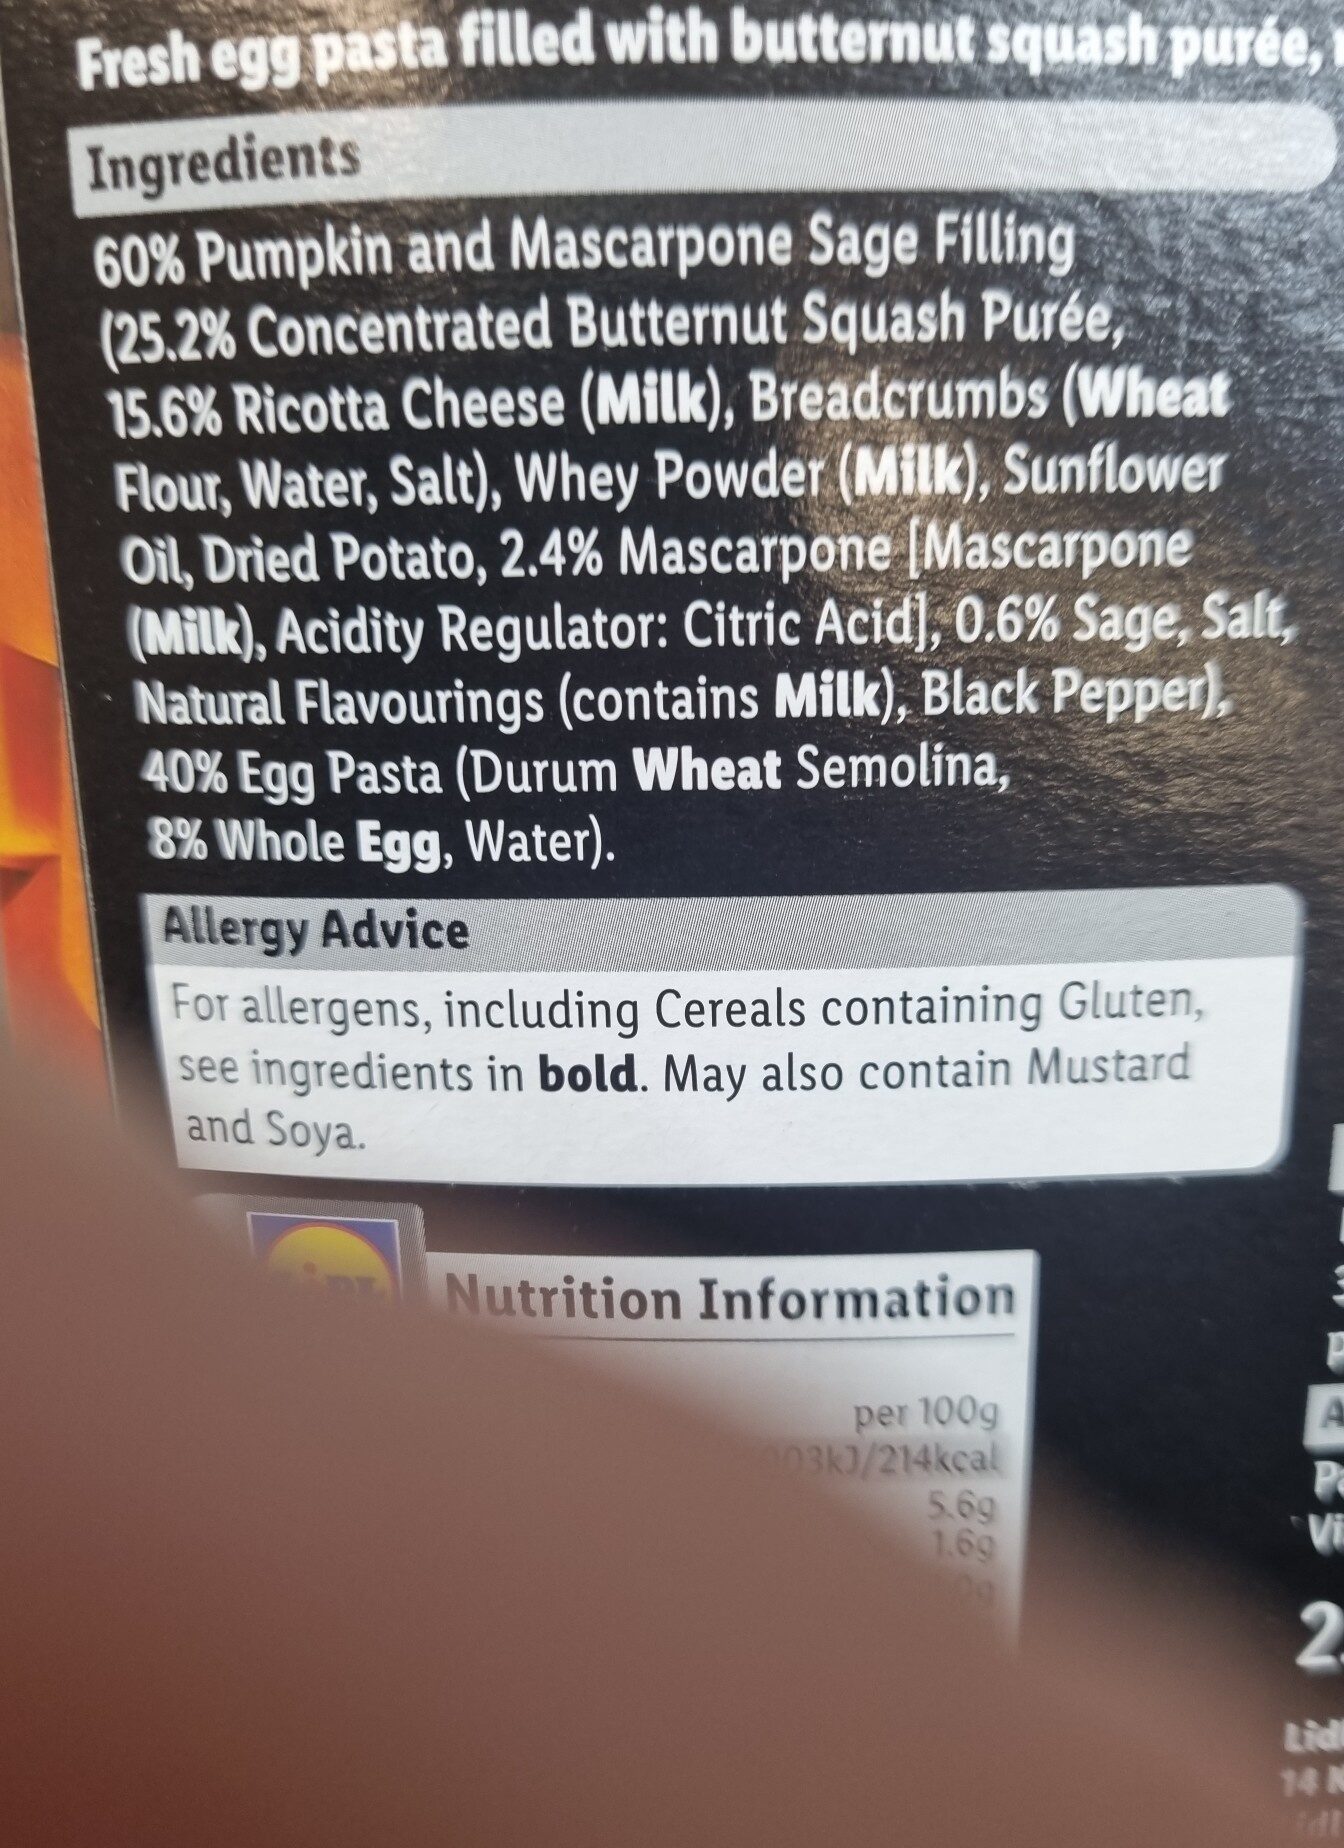 Fresh egg pasta filled with butternut squash purée,
Ingredients
60% Pumpkin and Mascarpone Sage Filling
(25.2% Concentrated Butternut Squash Purée,
15.6% Ricotta Cheese (Milk), Breadcrumbs (Wheat
Flour, Water, Salt), Whey Powder (Milk), Sunflower
Oil, Dried Potato, 2.4% Mascarpone [Mascarpone
(Milk), Acidity Regulator: Citric Acid], 0.6% Sage, Salt,
Natural Flavourings (contains Milk), Black Pepper),
40% Egg Pasta (Durum Wheat Semolina,
8% Whole Egg, Water).
Allergy Advice
For allergens, including Cereals containing Gluten,
see ingredients in bold. May also contain Mustard
and Soya.
Nutrition Information
per 100g
/214kcal
5.6g
1.6g